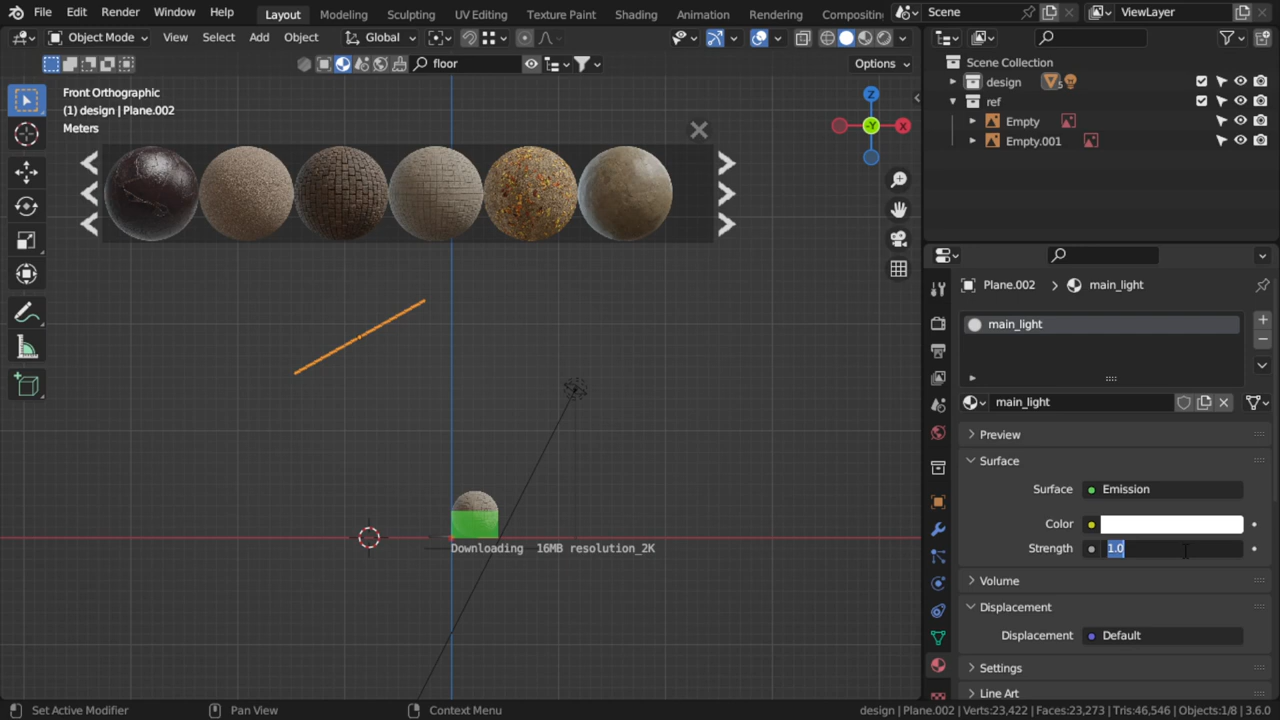 File Edit Render Window Help Layout Modeling Sculpting UV Editing Texture Paint Shading Animation Rendering Compositin Scene ViewLayer
Object Mode View Select Add Object Global
floor Options
Scene Collection
design 5
ref
Empty
Empty.001
Front Orthographic
(1) design | Plane.002
Meters
Z
X
-Y
Plane.002 main_light
main_light
main_light
Preview
Surface
Surface Emission
Color
Strength 1.0
Downloading 16MB resolution_2K
Volume
Displacement
Displacement Default
Settings
Line Art
Set Active Modifier Pan View Context Menu design | Plane.002 | Verts:23,422 | Faces:23,273 | Tris:46,546 | Objects:1/8 | 3.6.0